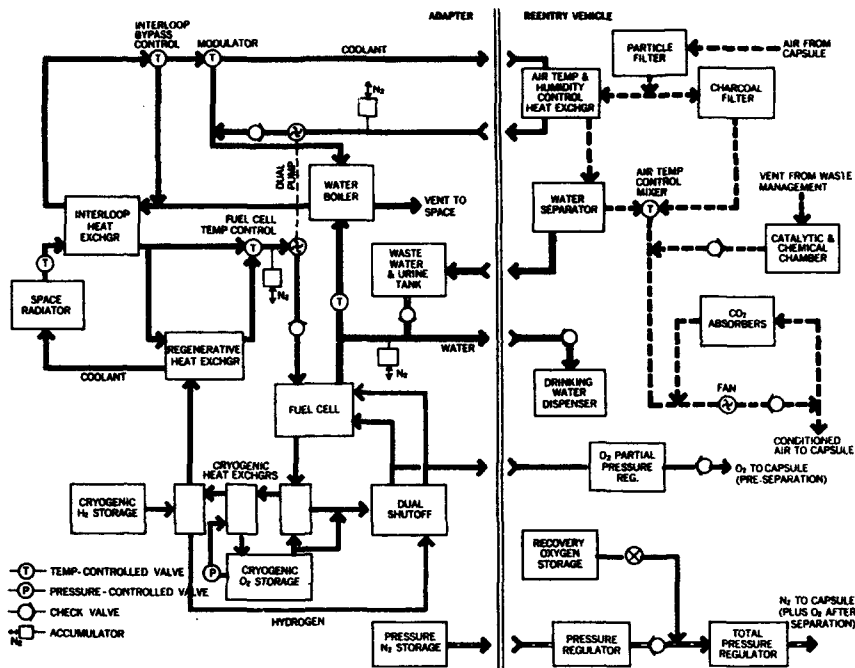 ADAPTER
REENTRY VEHICLE
INTERLOOP
BYPASS
CONTROL
MODULATOR
T
T
COOLANT
N₂
PARTICLE
FILTER
AIR FROM
CAPSULE
AIR TEMP &
HUMIDITY
CONTROL
HEAT EXCHGR
CHARCOAL
FILTER
DUAL
PUMP
WATER
BOILER
VENT TO
SPACE
AIR TEMP
CONTROL
MIXER
T
VENT FROM WASTE
MANAGEMENT
WATER
SEPARATOR
CATALYTIC &
CHEMICAL
CHAMBER
INTERLOOP
HEAT
EXCHGR
FUEL CELL
TEMP CONTROL
T
N₂
T
SPACE
RADIATOR
WASTE
WATER
& URINE
TANK
T
CO₂
ABSORBERS
REGENERATIVE
HEAT EXCHGR
COOLANT
WATER
N₂
DRINKING
WATER
DISPENSER
FAN
FUEL CELL
CONDITIONED
AIR TO CAPSULE
CRYOGENIC
HEAT EXCHGRS
O₂ PARTIAL
PRESSURE
REG.
O₂ TO CAPSULE
(PRE-SEPARATION)
CRYOGENIC
H₂ STORAGE
DUAL
SHUTOFF
P
CRYOGENIC
O₂ STORAGE
RECOVERY
OXYGEN
STORAGE
T TEMP-CONTROLLED VALVE
P PRESSURE-CONTROLLED VALVE
CHECK VALVE
N₂ ACCUMULATOR
HYDROGEN
PRESSURE
N₂ STORAGE
PRESSURE
REGULATOR
TOTAL
PRESSURE
REGULATOR
N₂ TO CAPSULE
(PLUS O₂ AFTER
SEPARATION)